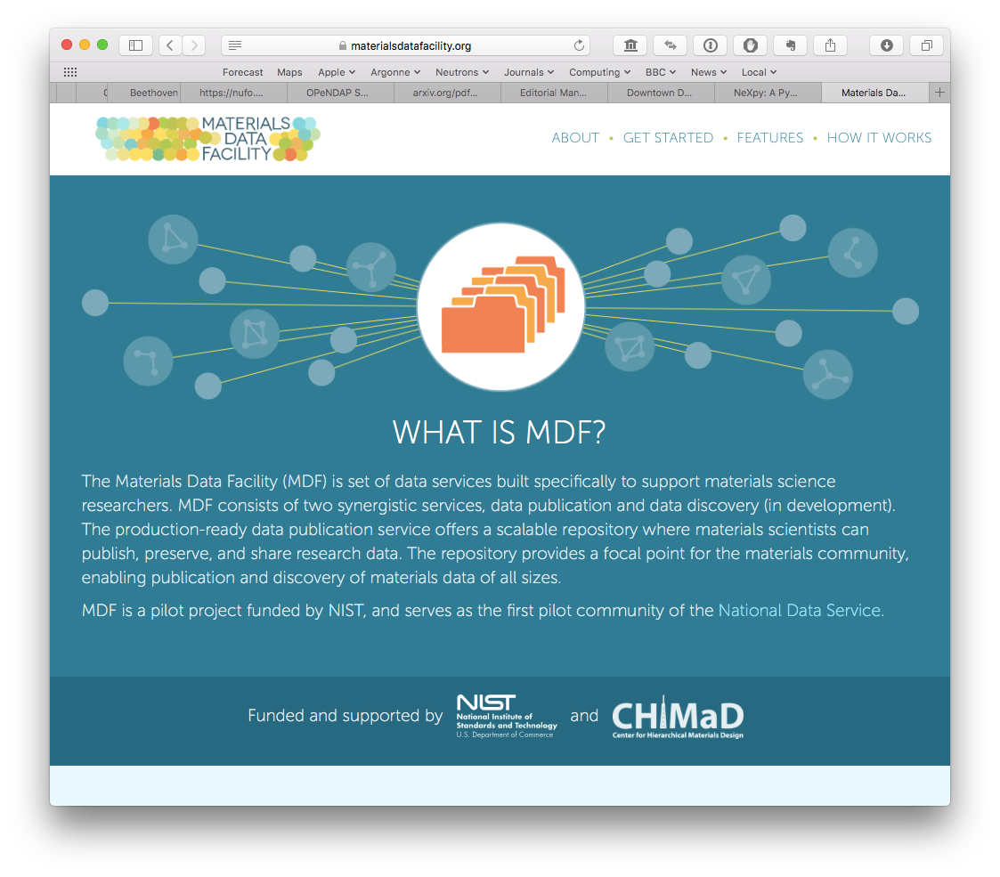 materialsdatafacility.org
Forecast Maps Apple Argonne Neutrons Journals Computing BBC News Local
Beethoven https://nufo.... OPeNDAP S... arxiv.org/pdf... Editorial Man... Downtown D... NeXpy: A Py... Materials Da...
MATERIALS
DATA
FACILITY
ABOUT • GET STARTED • FEATURES • HOW IT WORKS
WHAT IS MDF?
The Materials Data Facility (MDF) is set of data services built specifically to support materials science
researchers. MDF consists of two synergistic services, data publication and data discovery (in development).
The production-ready data publication service offers a scalable repository where materials scientists can
publish, preserve, and share research data. The repository provides a focal point for the materials community,
enabling publication and discovery of materials data of all sizes.
MDF is a pilot project funded by NIST, and serves as the first pilot community of the National Data Service.
Funded and supported by
NIST
National Institute of
Standards and Technology
U.S. Department of Commerce
and
CHiMaD
Center for Hierarchical Materials Design